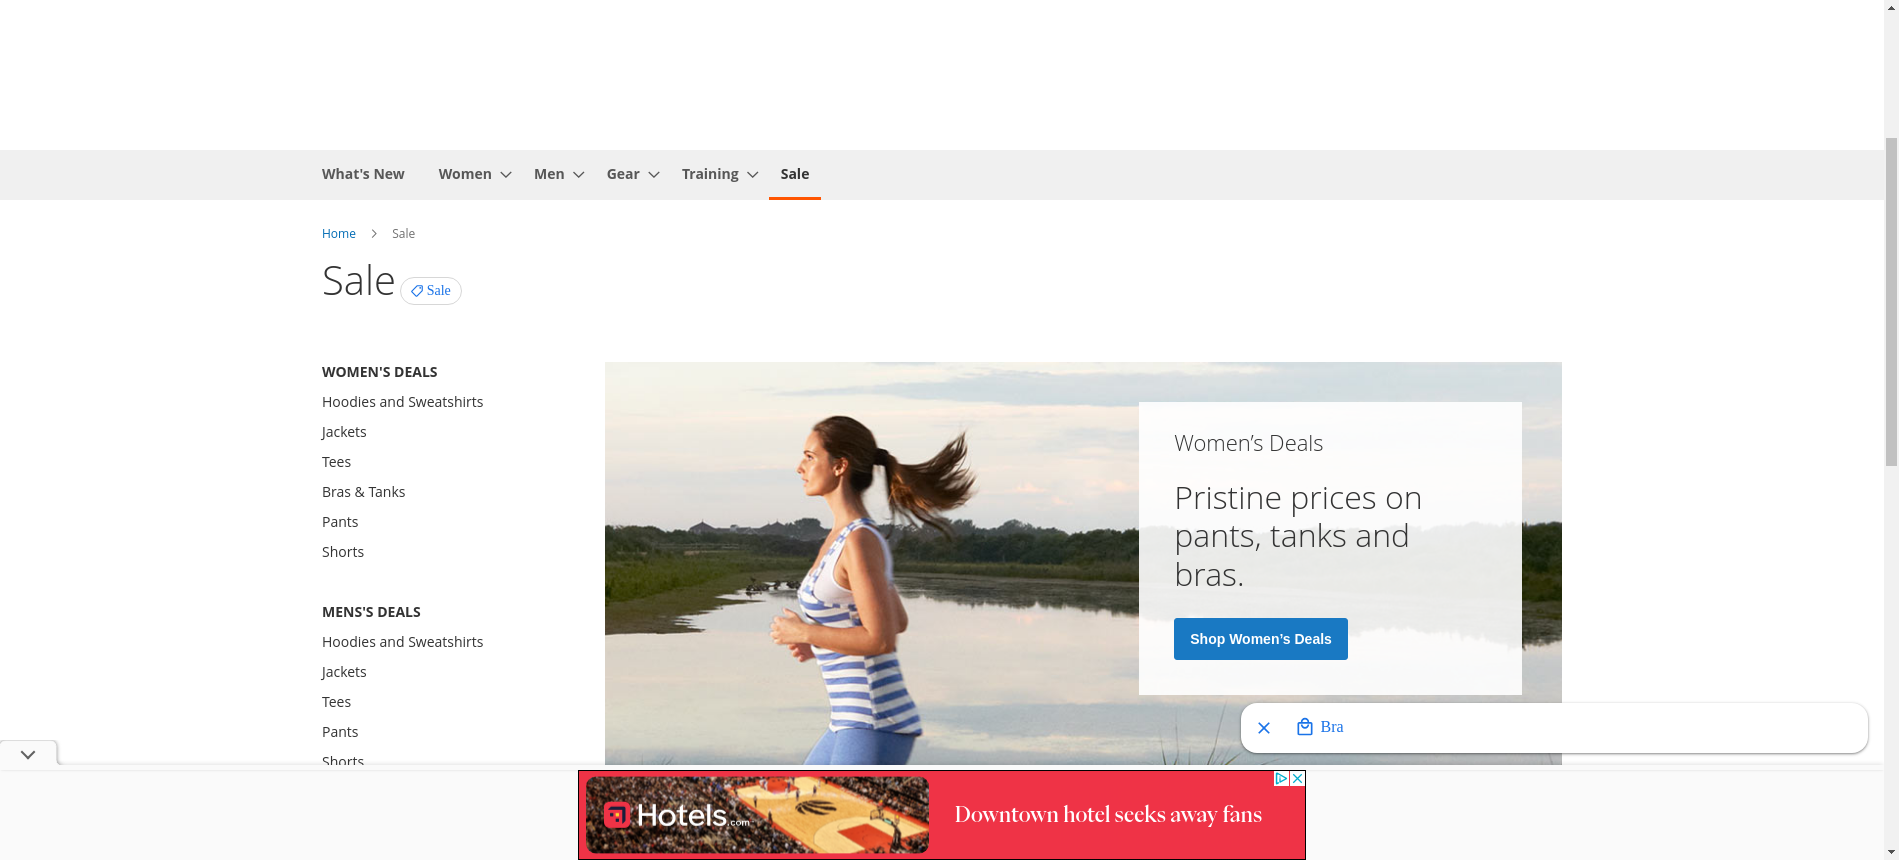 What's New
Women
Men
Gear
Training
Sale
Home
Sale
Sale
Sale
WOMEN'S DEALS
Hoodies and Sweatshirts
Jackets
Tees
Bras & Tanks
Pants
Shorts
MENS'S DEALS
Hoodies and Sweatshirts
Jackets
Tees
Pants
Shorts
Women’s Deals
Pristine prices on
pants, tanks and
bras.
Shop Women’s Deals
Bra
Hotels.com
Downtown hotel seeks away fans